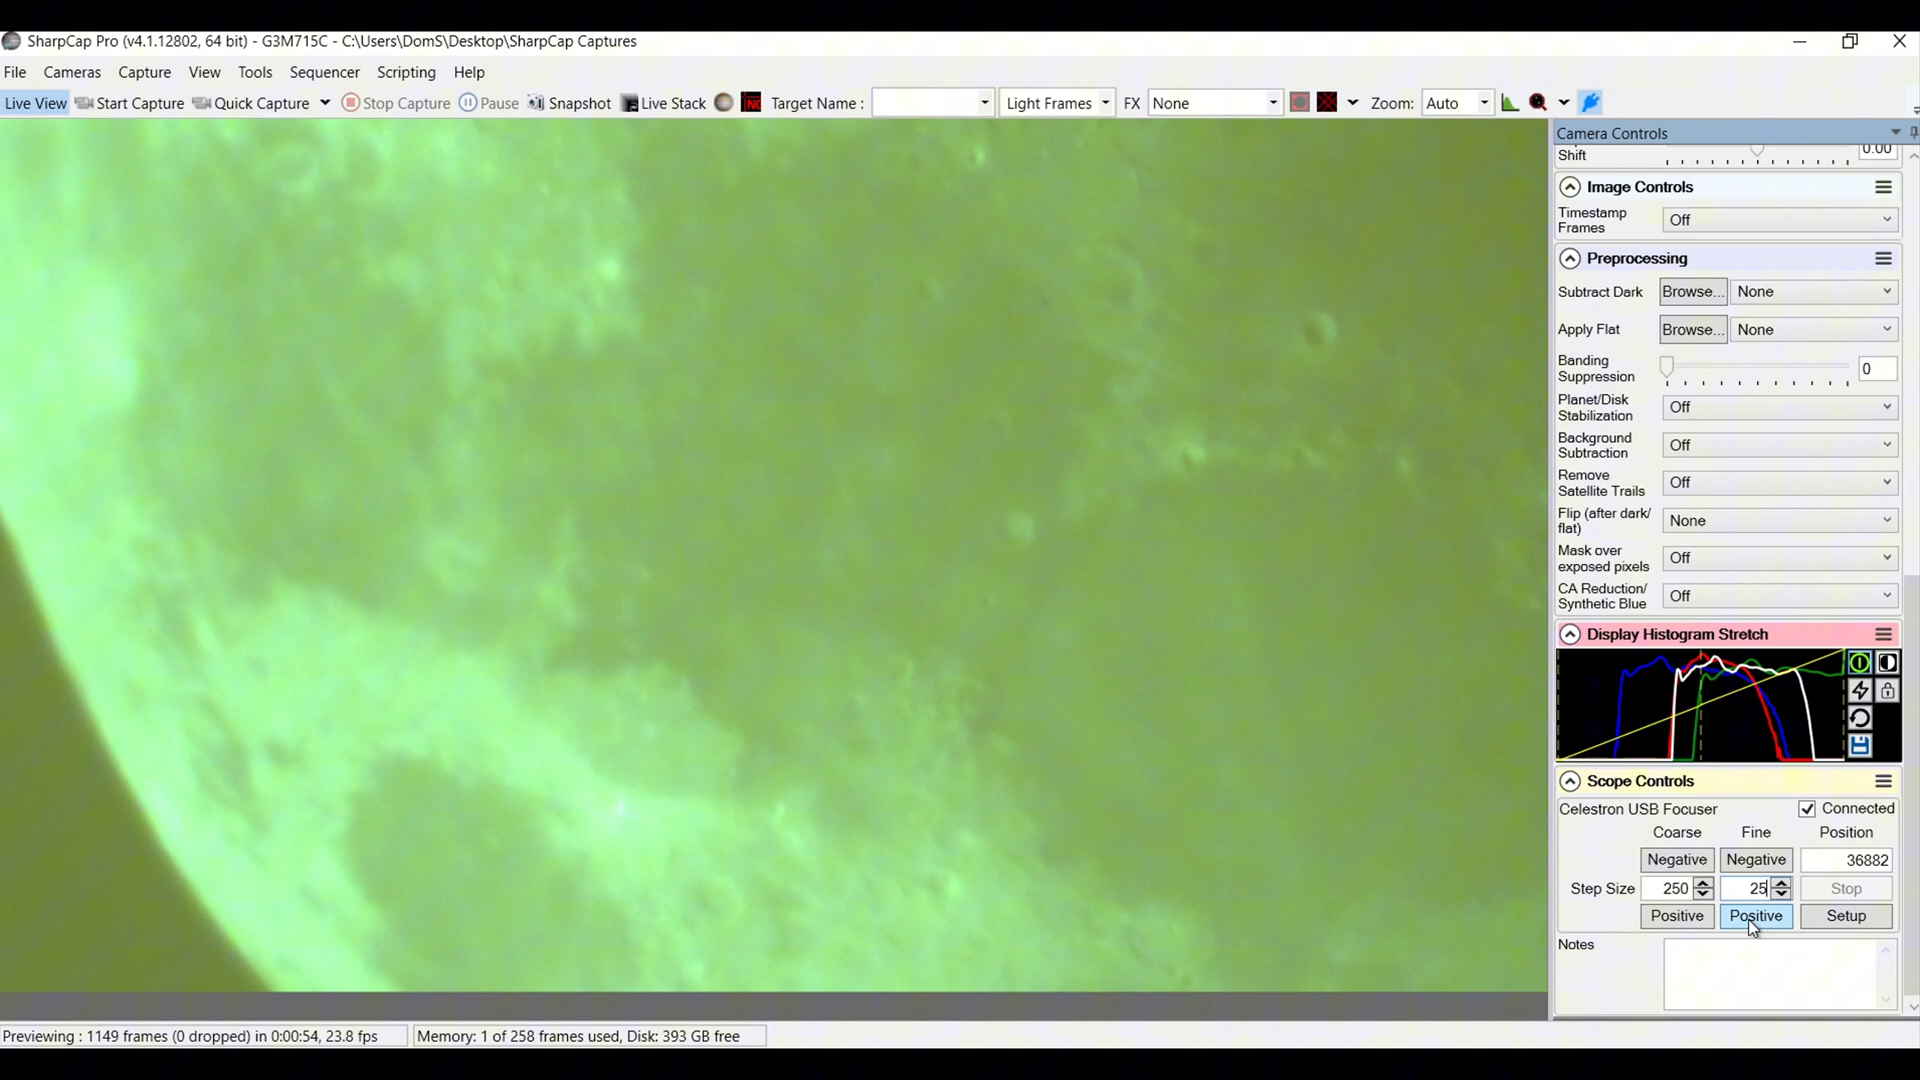 SharpCap Pro (v4.1.12802, 64 bit) - G3M715C - C:\Users\DomS\Desktop\SharpCap Captures
File Cameras Capture View Tools Sequencer Scripting Help
Live View Start Capture Quick Capture Stop Capture Pause Snapshot Live Stack Target Name : Light Frames FX None Zoom: Auto
Camera Controls
Shift 0.00
Image Controls
Timestamp
Frames Off
Preprocessing
Subtract Dark Browse... None
Apply Flat Browse... None
Banding
Suppression 0
Planet/Disk
Stabilization Off
Background
Subtraction Off
Remove
Satellite Trails Off
Flip (after dark/
flat) None
Mask over
exposed pixels Off
CA Reduction/
Synthetic Blue Off
Display Histogram Stretch
Scope Controls
Celestron USB Focuser Connected
Coarse Fine Position
Negative Negative 36882
Step Size 250 25 Stop
Positive Positive Setup
Notes
Previewing : 1149 frames (0 dropped) in 0:00:54, 23.8 fps Memory: 1 of 258 frames used, Disk: 393 GB free